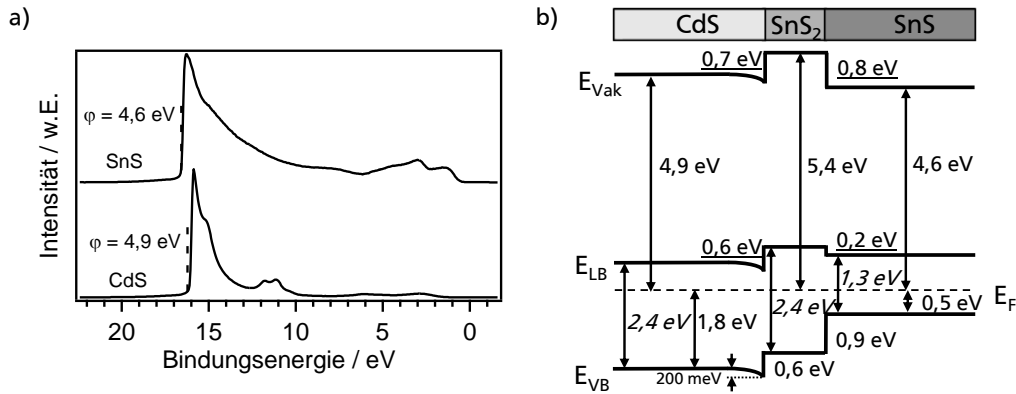 a)
Intensität / w.E.
φ = 4,6 eV
SnS
φ = 4,9 eV
CdS
20 15 10 5 0
Bindungsenergie / eV
b)
CdS SnS2 SnS
0,7 eV 0,8 eV
EVak
4,9 eV 5,4 eV 4,6 eV
0,6 eV 0,2 eV
ELB
1,3 eV
EF
0,5 eV
2,4 eV 1,8 eV 2,4 eV
0,9 eV
0,6 eV
200 meV
EVB